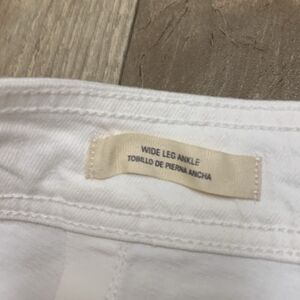 WIDE LEG ANKLE
TOBILLO DE PIERNA ANCHA